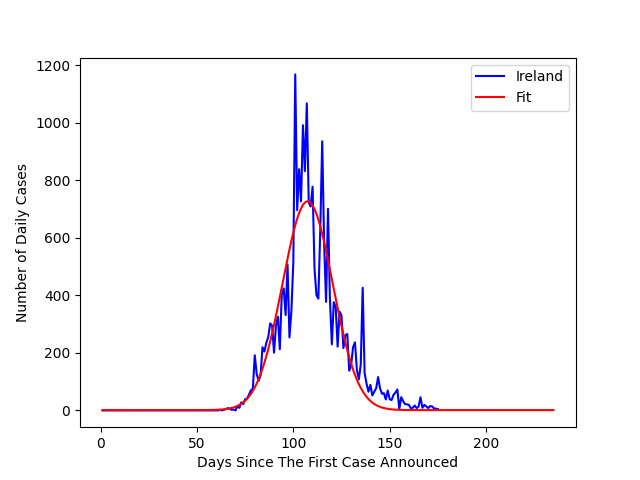 Ireland
Fit
1200
1000
800
600
400
200
0
Number of Daily Cases
0 50 100 150 200
Days Since The First Case Announced